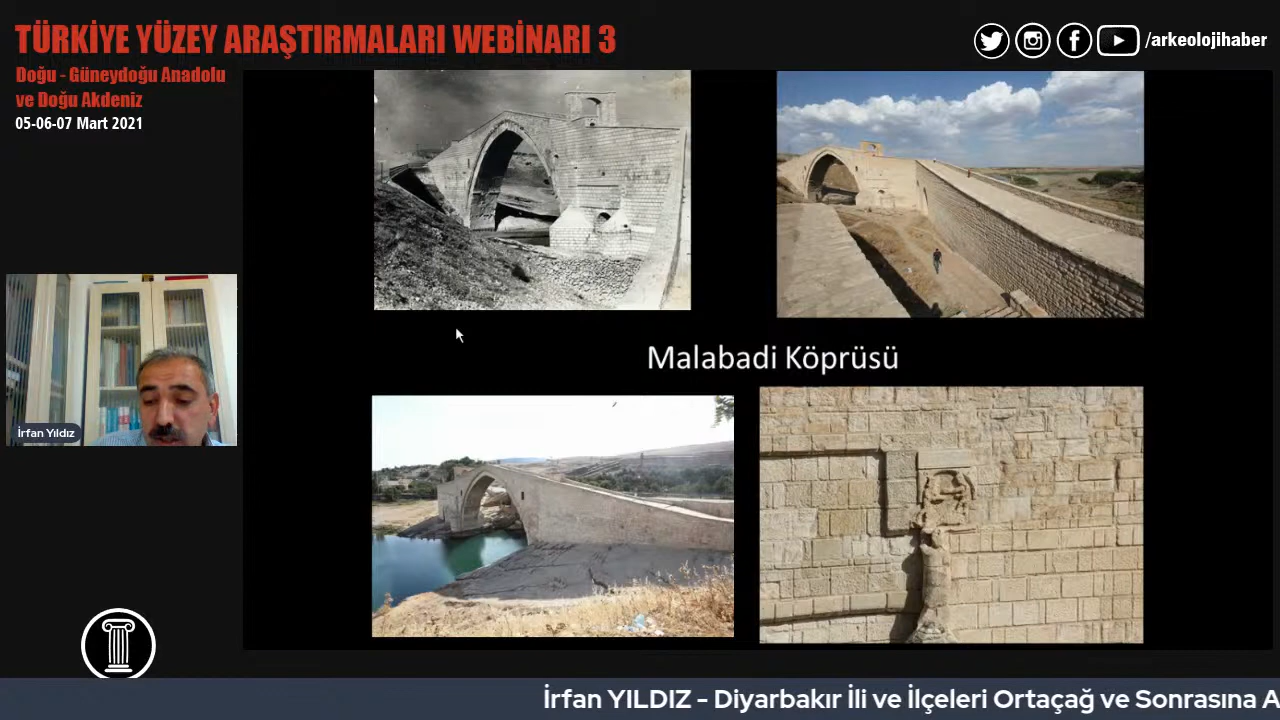 TÜRKİYE YÜZEY ARAŞTIRMALARI WEBİNARI 3
/arkeolojihaber
Doğu - Güneydoğu Anadolu
ve Doğu Akdeniz
05-06-07 Mart 2021
Malabadi Köprüsü
İrfan Yıldız
İrfan YILDIZ - Diyarbakır İli ve İlçeleri Ortaçağ ve Sonrasına A